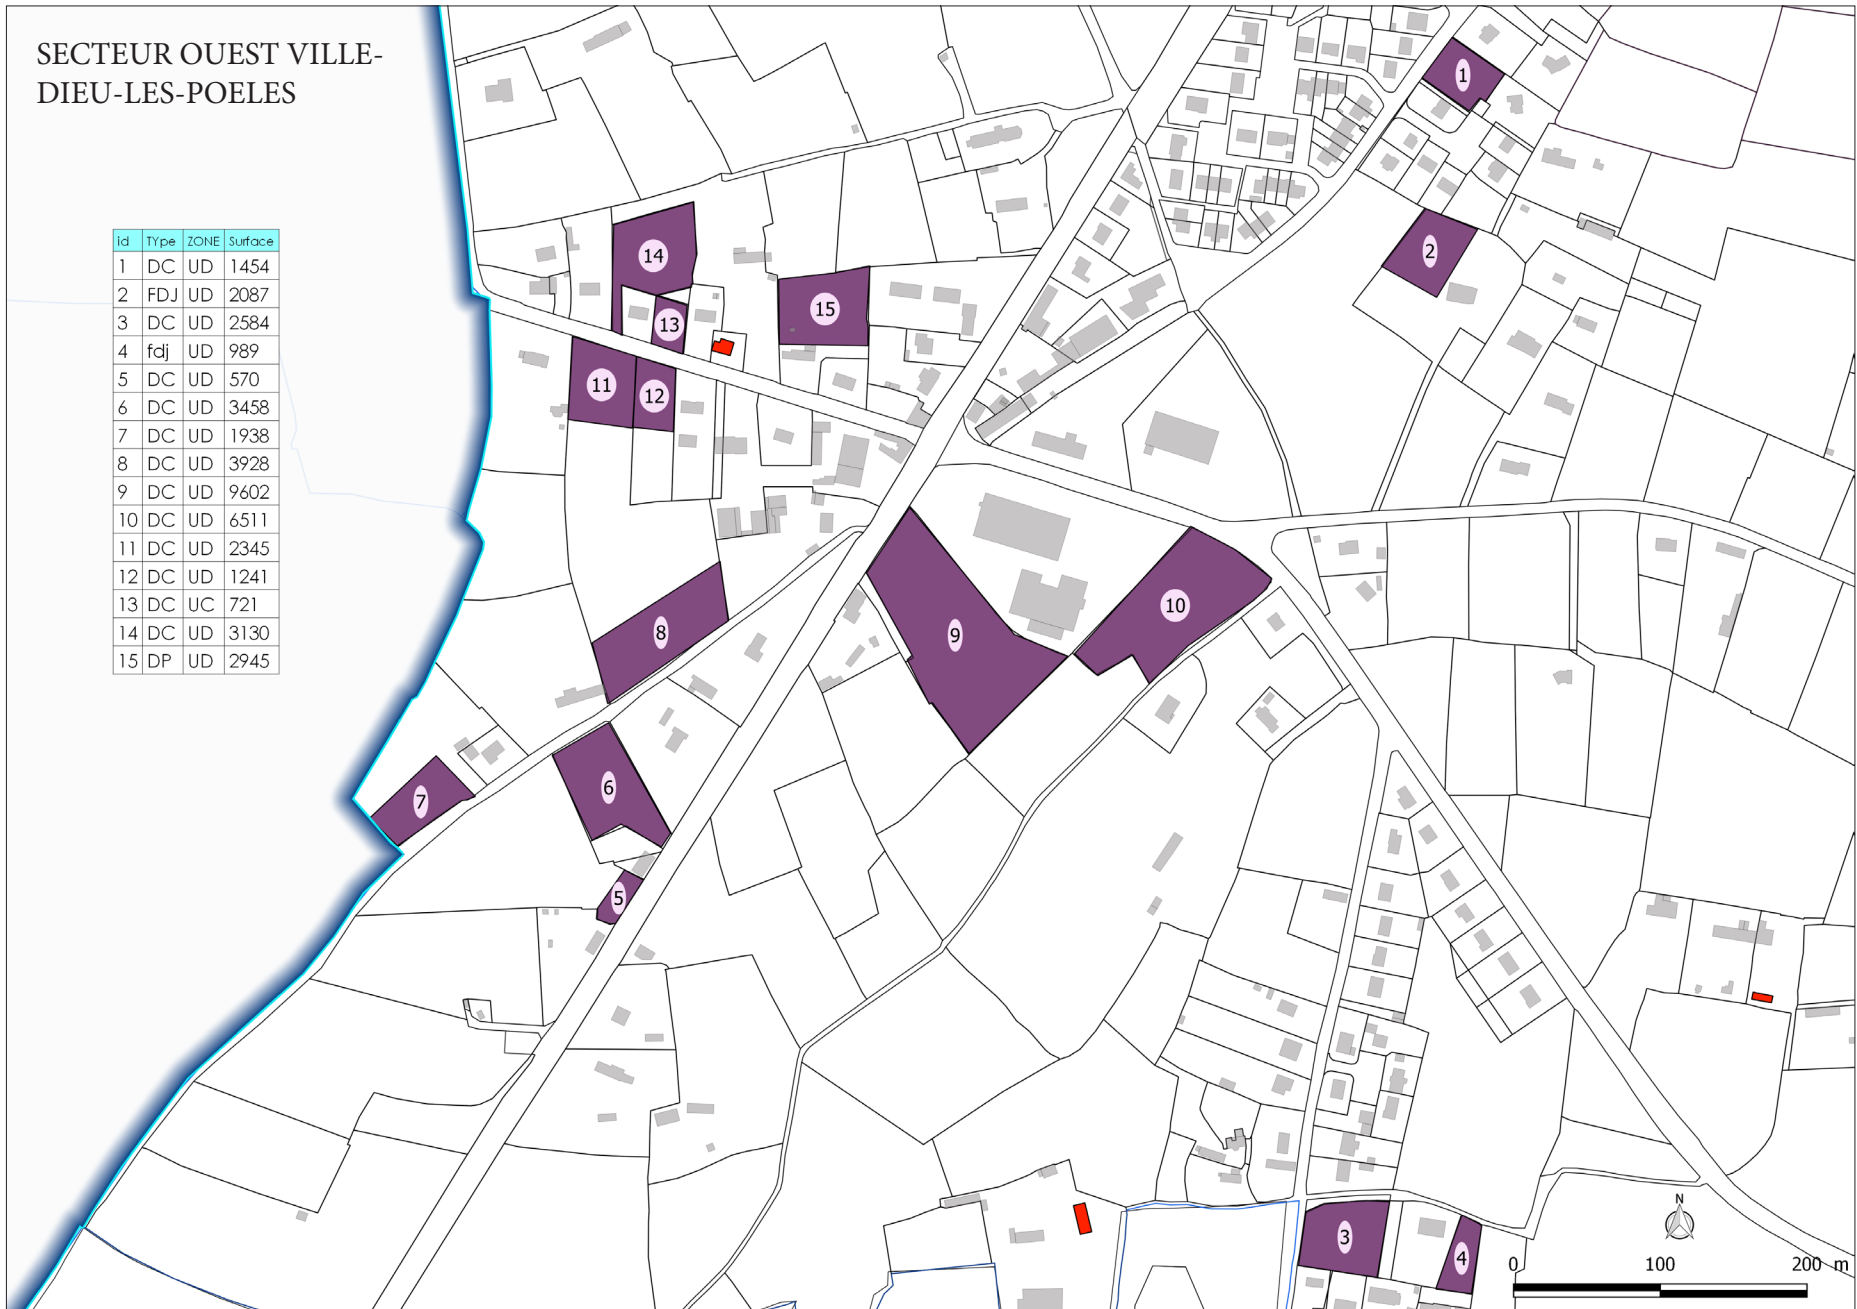 SECTEUR OUEST VILLE-
DIEU-LES-POELES
id TYpe ZONE Surface
1 DC UD 1454
2 FDJ UD 2087
3 DC UD 2584
4 fdj UD 989
5 DC UD 570
6 DC UD 3458
7 DC UD 1938
8 DC UD 3928
9 DC UD 9602
10 DC UD 6511
11 DC UD 2345
12 DC UD 1241
13 DC UC 721
14 DC UD 3130
15 DP UD 2945
1
2
14
15
13
11
12
10
8
9
6
7
5
3
4
N
0 100 200 m